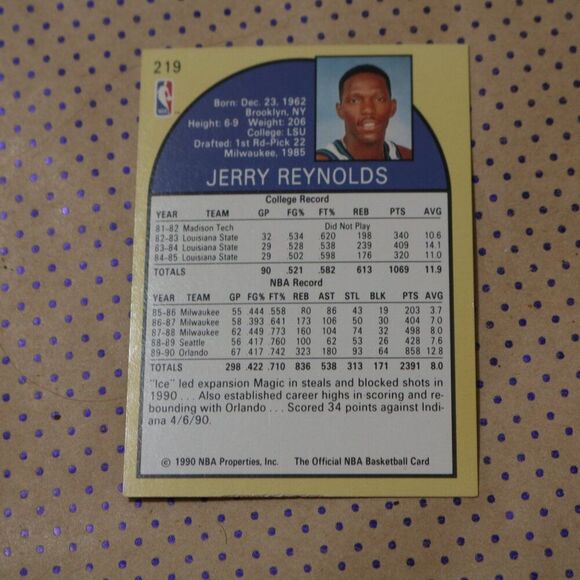 219
NBA
Born: Dec. 23, 1962
Brooklyn, NY
Height: 6-9 Weight: 206
College: LSU
Drafted: 1st Rd-Pick 22
Milwaukee, 1985
JERRY REYNOLDS
College Record
YEAR TEAM GP FG% FT% REB PTS AVG
81-82 Madison Tech Did Not Play
82-83 Louisiana State 32 .534 .620 198 340 10.6
63-84 Louisiana State 29 .528 .538 239 409 14.1
84-85 Louisiana State 29 .502 .598 176 320 11.0
TOTALS 90 .521 .582 613 1069 11.9
NBA Record
YEAR TEAM GP FG% FT% REB AST STL BLK PTS AVG
85-86 Milwaukee 55 .444 .558 80 86 43 19 203 3.7
86-87 Milwaukee 58 .393 .641 173 106 50 30 404 7.0
87-88 Milwaukee 62 .449 .773 160 104 74 32 498 8.0
88-89 Seattle 56 .417 .760 100 62 53 26 428 7.6
89-90 Orlando 67 .417 .742 323 180 93 64 858 12.8
TOTALS 298 .422 .710 836 538 313 171 2391 8.0
"Ice" led expansion Magic in steals and blocked shots in
1990 . . . Also established career highs in scoring and re-
bounding with Orlando . . . Scored 34 points against Indi-
ana 4/6/90.
© 1990 NBA Properties, Inc. The Official NBA Basketball Card